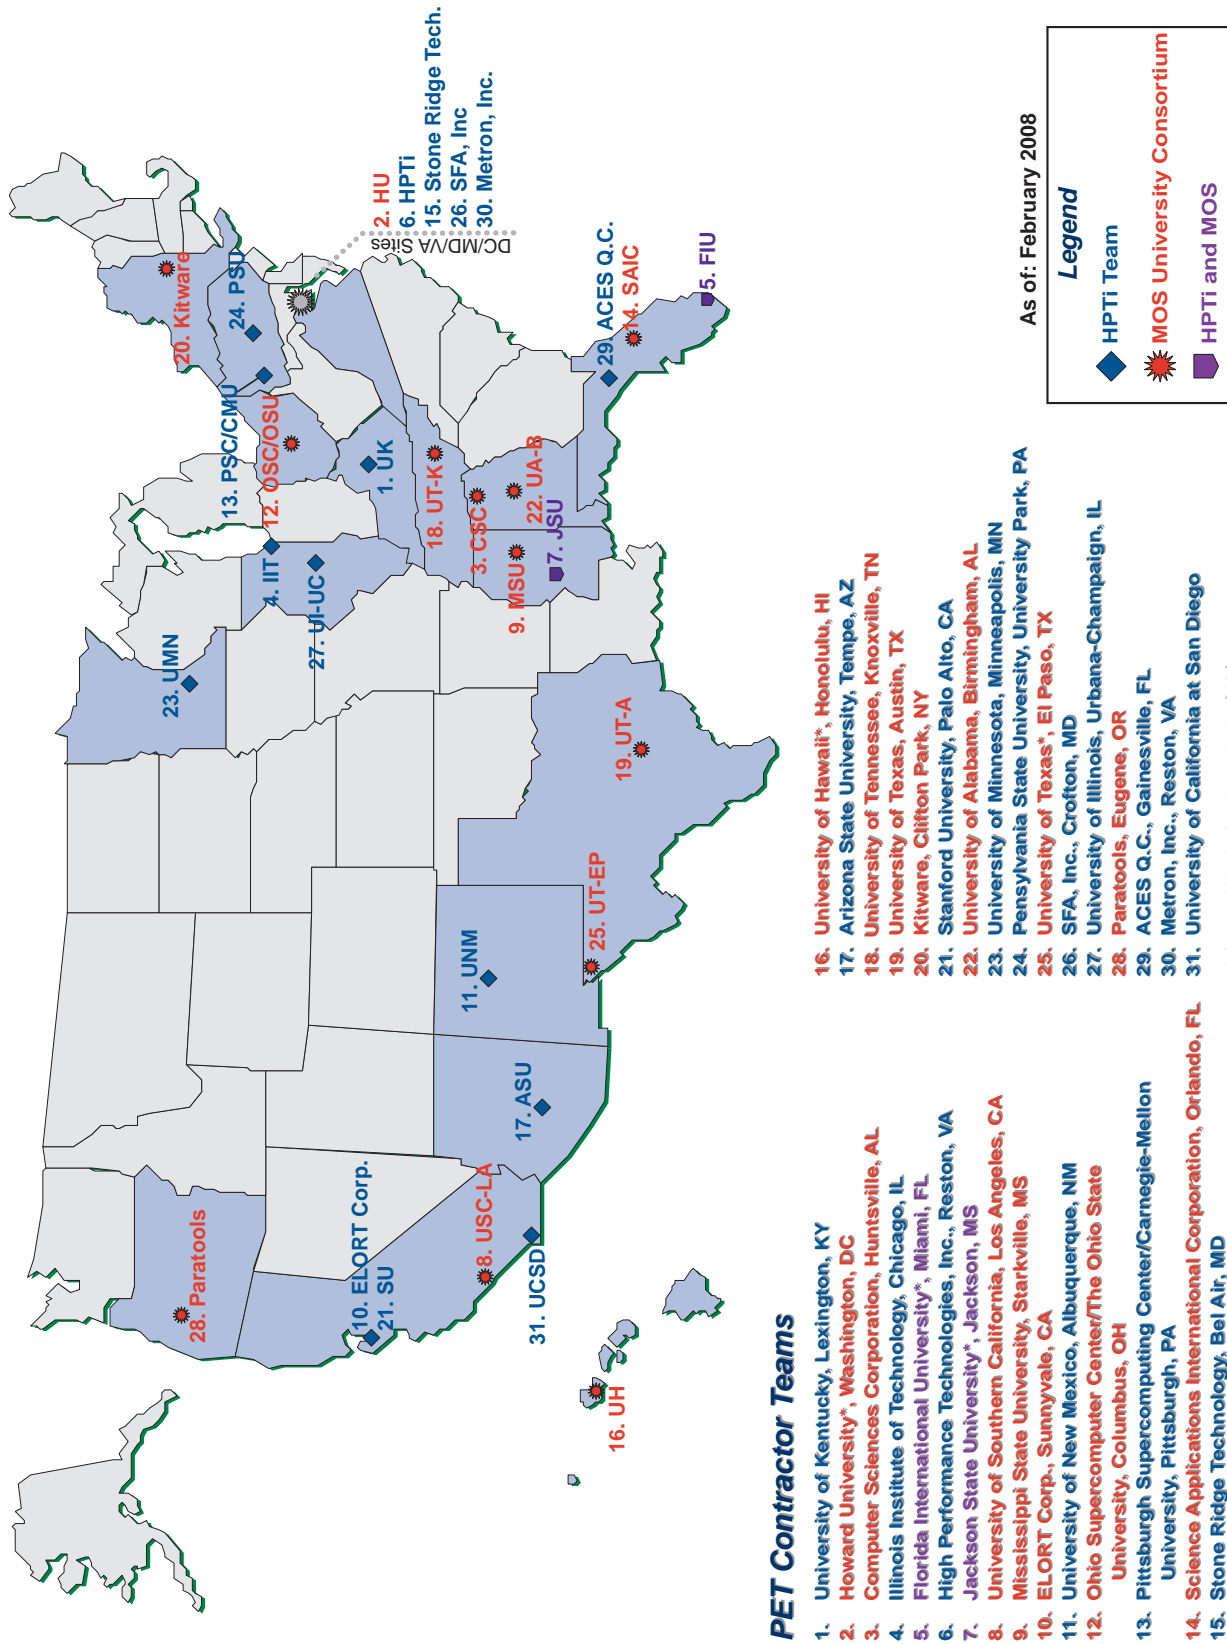 20. Kitware
24. PSU
13. PSC/CMU
12. OSC/OSU
2. HU
6. HPTi
15. Stone Ridge Tech.
26. SFA, Inc
30. Metron, Inc.
DC/MD/VA Sites
23. UMN
4. IIT
27. UI-UC
1. UK
18. UT-K
3. CSC
22. UA-B
9. MSU
7. JSU
29. ACES Q.C.
14. SAIC
5. FIU
28. Paratools
10. ELORT Corp.
21. SU
8. USC-LA
31. UCSD
17. ASU
11. UNM
25. UT-EP
19. UT-A
16. UH
PET Contractor Teams
1. University of Kentucky, Lexington, KY
2. Howard University*, Washington, DC
3. Computer Sciences Corporation, Huntsville, AL
4. Illinois Institute of Technology, Chicago, IL
5. Florida International University*, Miami, FL
6. High Performance Technologies, Inc., Reston, VA
7. Jackson State University*, Jackson, MS
8. University of Southern California, Los Angeles, CA
9. Mississippi State University, Starkville, MS
10. ELORT Corp., Sunnyvale, CA
11. University of New Mexico, Albuquerque, NM
12. Ohio Supercomputer Center/The Ohio State
University, Columbus, OH
13. Pittsburgh Supercomputing Center/Carnegie-Mellon
University, Pittsburgh, PA
14. Science Applications International Corporation, Orlando, FL
15. Stone Ridge Technology, Bel Air, MD
16. University of Hawaii*, Honolulu, HI
17. Arizona State University, Tempe, AZ
18. University of Tennessee, Knoxville, TN
19. University of Texas, Austin, TX
20. Kitware, Clifton Park, NY
21. Stanford University, Palo Alto, CA
22. University of Alabama, Birmingham, AL
23. University of Minnesota, Minneapolis, MN
24. Pensylvania State University, University Park, PA
25. University of Texas*, El Paso, TX
26. SFA, Inc., Crofton, MD
27. University of Illinois, Urbana-Champaign, IL
28. Paratools, Eugene, OR
29. ACES Q.C., Gainesville, FL
30. Metron, Inc., Reston, VA
31. University of California at San Diego
As of: February 2008
Legend
HPTi Team
MOS University Consortium
HPTi and MOS